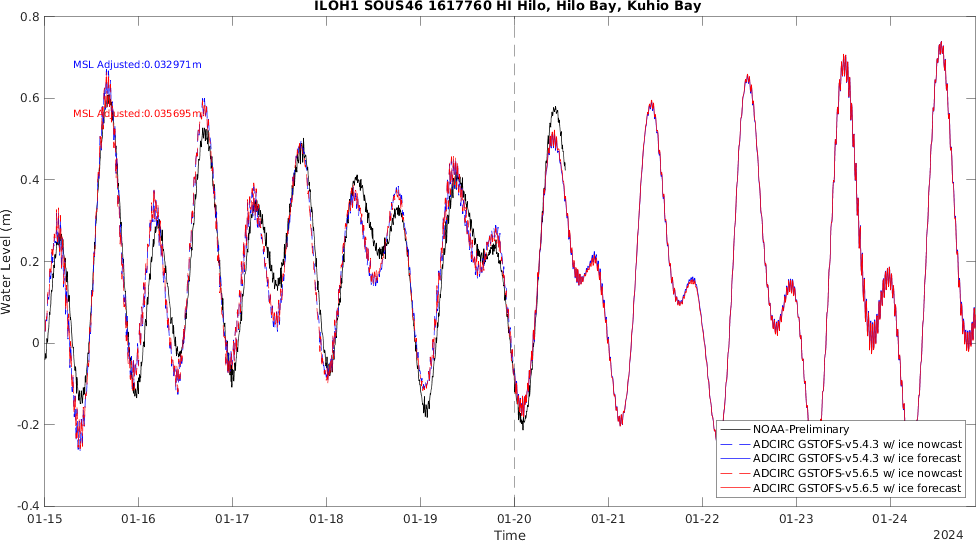 ILOH1 SOUS46 1617760 HI Hilo, Hilo Bay, Kuhio Bay
MSL Adjusted:0.032971m
MSL Adjusted:0.035695m
Water Level (m)
0.8
0.6
0.4
0.2
0
-0.2
-0.4
NOAA-Preliminary
ADCIRC GSTOFS-v5.4.3 w/ ice nowcast
ADCIRC GSTOFS-v5.4.3 w/ ice forecast
ADCIRC GSTOFS-v5.6.5 w/ ice nowcast
ADCIRC GSTOFS-v5.6.5 w/ ice forecast
01-15 01-16 01-17 01-18 01-19 01-20 01-21 01-22 01-23 01-24
Time
2024